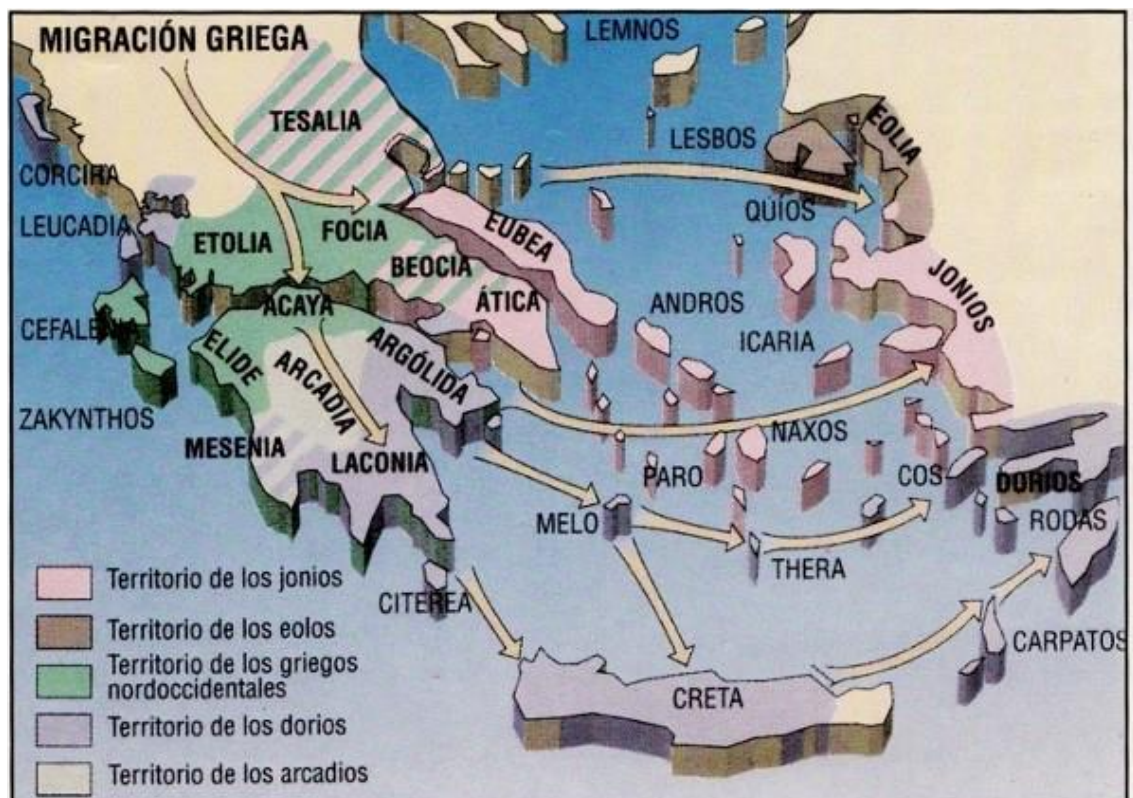 MIGRACIÓN GRIEGA
LEMNOS
TESALIA
LESBOS
EOLIA
CORCIRA
LEUCADIA
QUÍOS
ETOLIA
FOCIA
EUBEA
BEOCIA
JONIOS
ACAYA
ÁTICA
ANDROS
CEFALENIA
ICARIA
ELIDE
ARCADIA
ARGÓLIDA
ZAKYNTHOS
MESENIA
LACONIA
NAXOS
PARO
COS
DORIOS
MELO
RODAS
THERA
CITEREA
CARPATOS
CRETA
Territorio de los jonios
Territorio de los eolos
Territorio de los griegos
nordoccidentales
Territorio de los dorios
Territorio de los arcadios